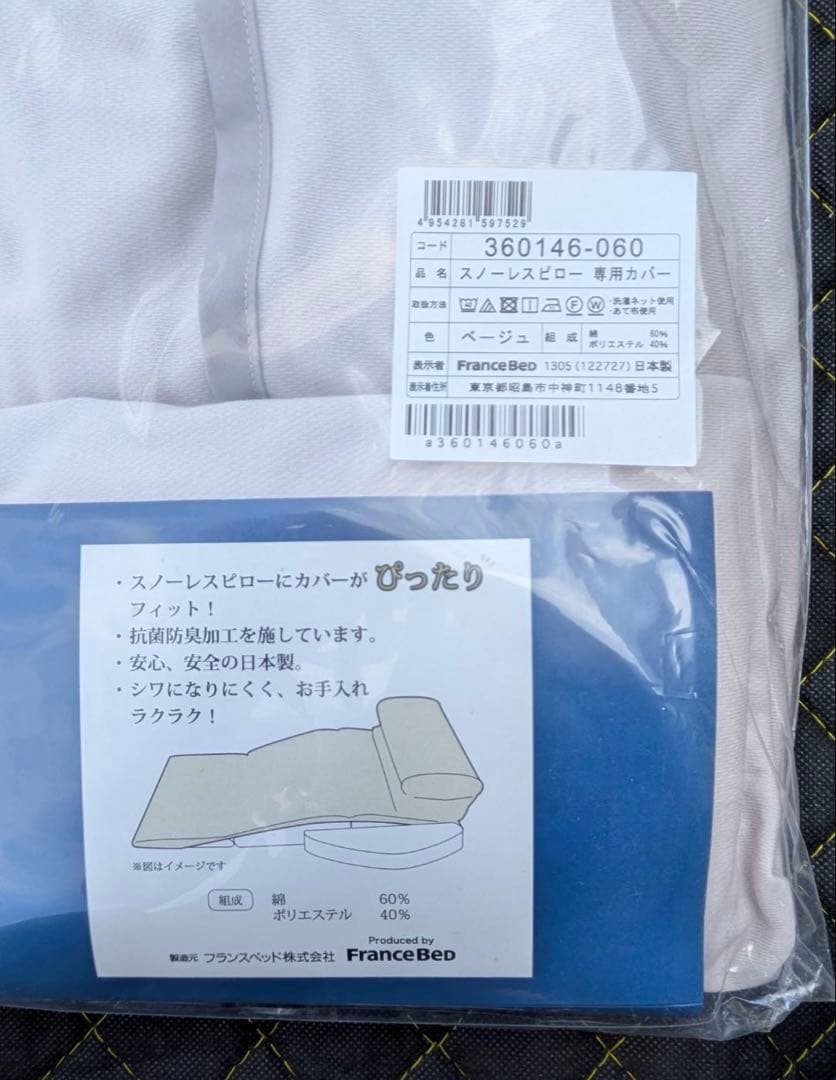 4954281597529
コード 360146-060
品名 スノーレスピロー 専用カバー
取扱方法 40 F W ・洗濯ネット使用
・あて布使用
色 ベージュ 組成 綿 60%
ポリエステル 40%
表示者 FranceBeD 1305(122727)日本製
表示者住所 東京都昭島市中神町1148番地5
a360146060a
・スノーレスピローにカバーがぴったり
フィット！
・抗菌防臭加工を施しています。
・安心、安全の日本製。
・シワになりにくく、お手入れ
ラクラク！
※図はイメージです
組成 綿 60%
ポリエステル 40%
Produced by
製造元 フランスベッド株式会社 FranceBeD